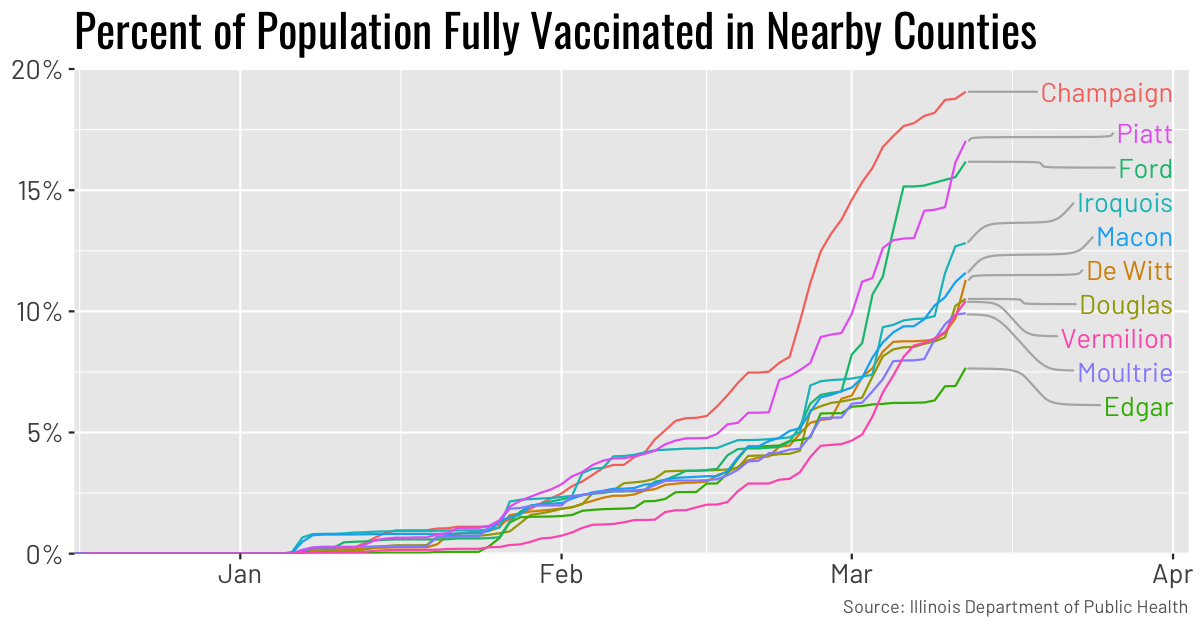 Percent of Population Fully Vaccinated in Nearby Counties
20%
15%
10%
5%
0%
Champaign
Piatt
Ford
Iroquois
Macon
De Witt
Douglas
Vermilion
Moultrie
Edgar
Jan Feb Mar Apr
Source: Illinois Department of Public Health